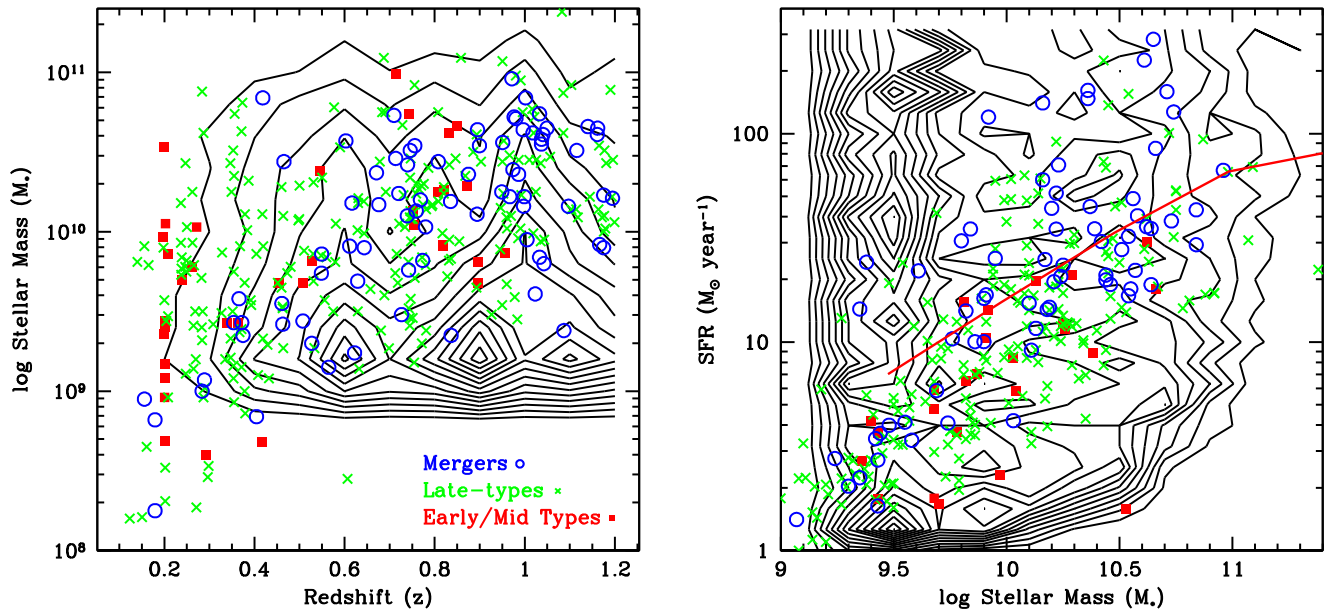 10¹¹
10¹⁰
10⁹
10⁸
log Stellar Mass (M*)
0.2 0.4 0.6 0.8 1.0 1.2
Redshift (z)
Mergers
Late-types
Early/Mid Types
100
10
1
SFR (M⊙ year⁻¹)
9 9.5 10 10.5 11
log Stellar Mass (M*)